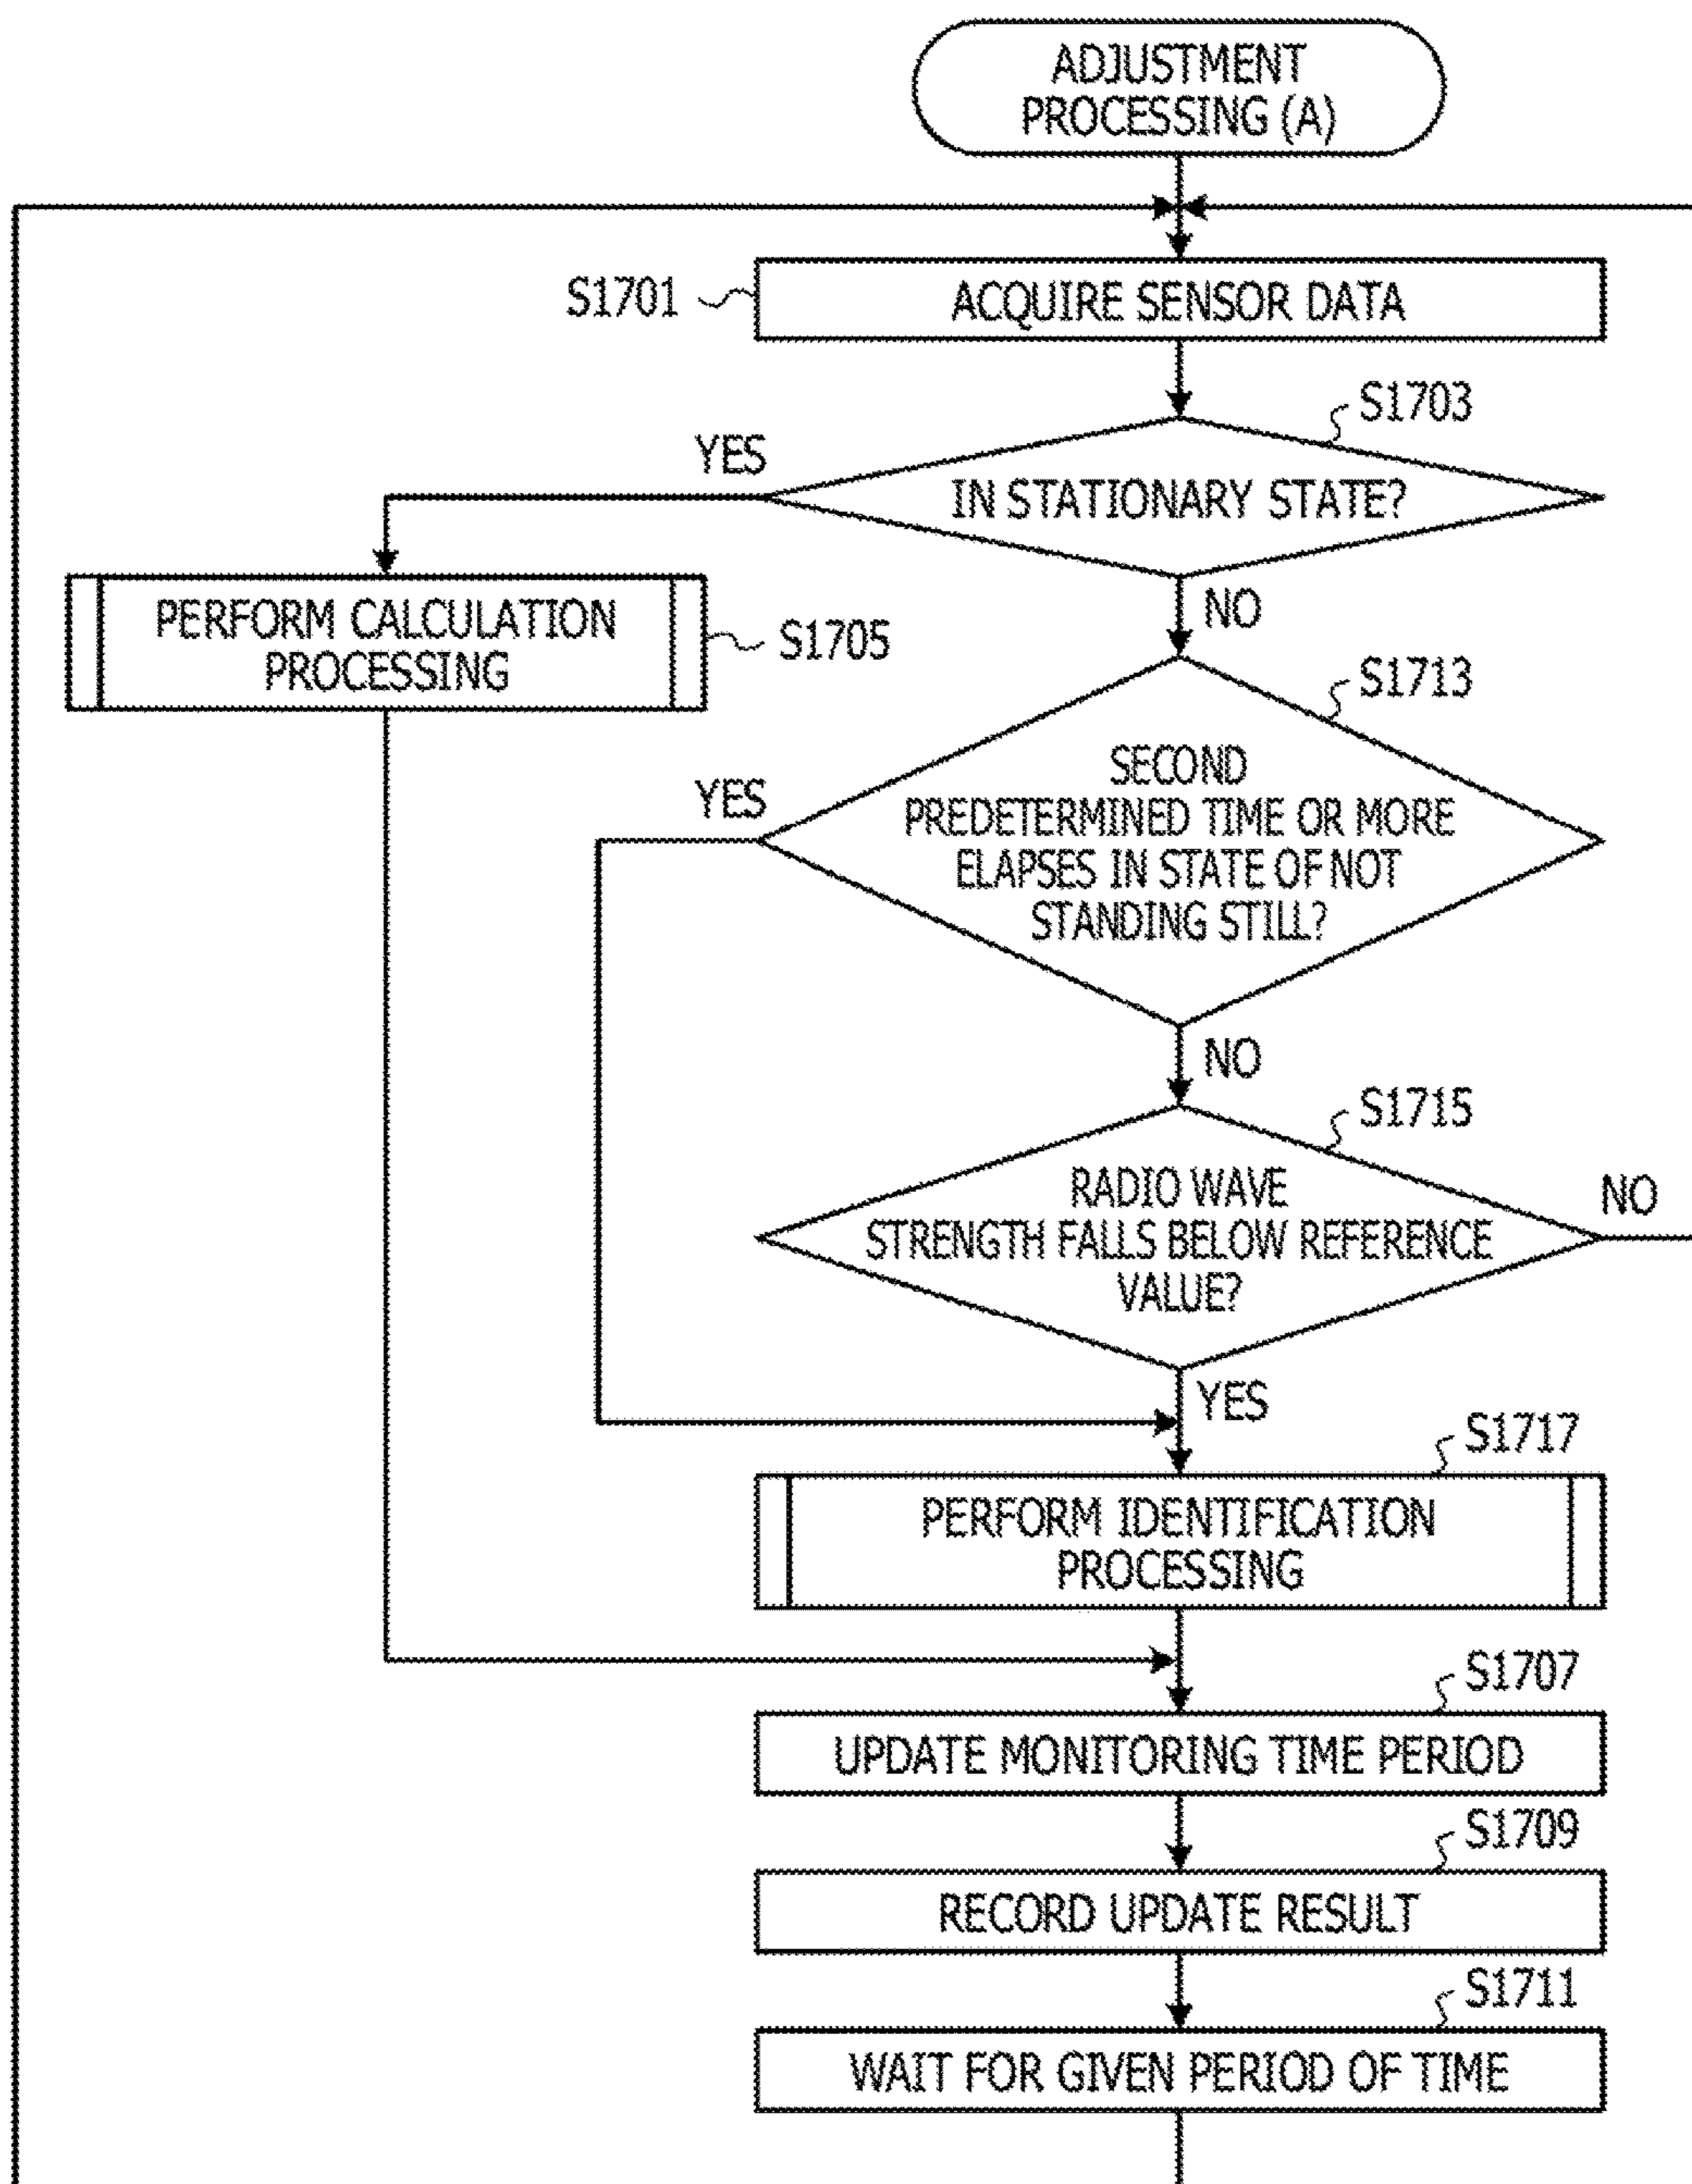 ADJUSTMENT
PROCESSING (A)
S1701
ACQUIRE SENSOR DATA
S1703
YES
IN STATIONARY STATE?
NO
PERFORM CALCULATION
PROCESSING
S1705
S1713
YES
SECOND
PREDETERMINED TIME OR MORE
ELAPSES IN STATE OF NOT
STANDING STILL?
NO
S1715
RADIO WAVE
STRENGTH FALLS BELOW REFERENCE
VALUE?
NO
YES
S1717
PERFORM IDENTIFICATION
PROCESSING
S1707
UPDATE MONITORING TIME PERIOD
S1709
RECORD UPDATE RESULT
S1711
WAIT FOR GIVEN PERIOD OF TIME